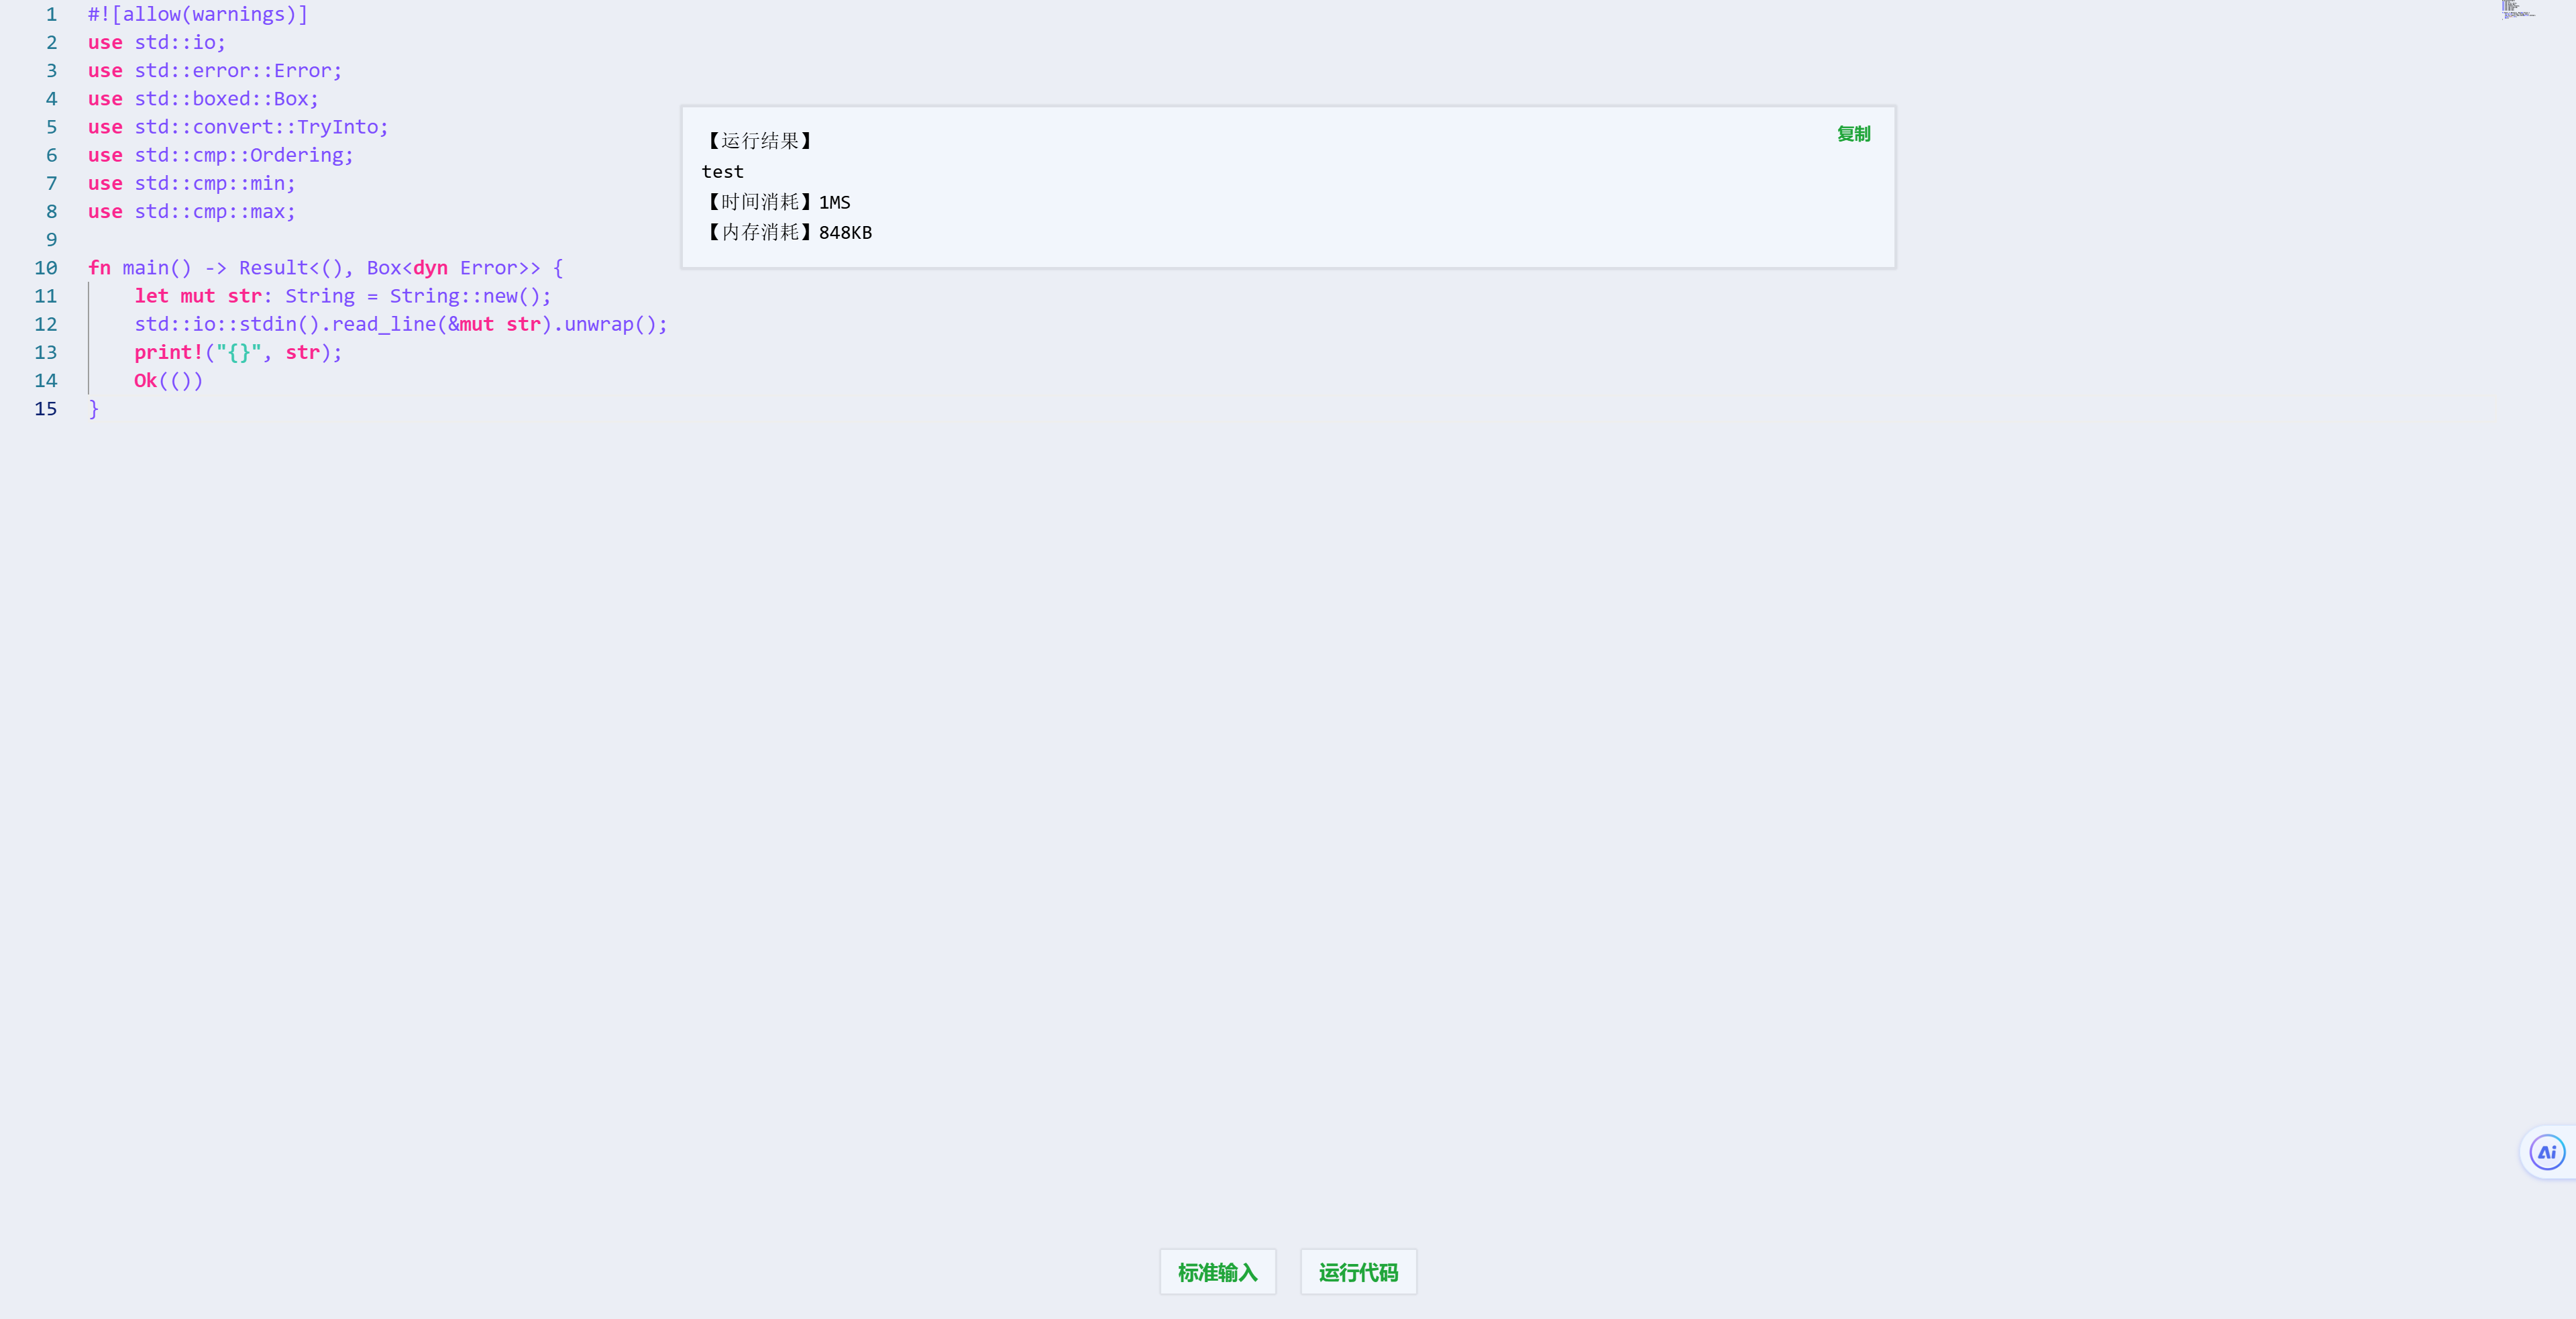 1 #![allow(warnings)]
2 use std::io;
3 use std::error::Error;
4 use std::boxed::Box;
5 use std::convert::TryInto;
6 use std::cmp::Ordering;
7 use std::cmp::min;
8 use std::cmp::max;
9
10 fn main() -> Result<(), Box<dyn Error>> {
11     let mut str: String = String::new();
12     std::io::stdin().read_line(&mut str).unwrap();
13     print!("{}", str);
14     Ok(())
15 }
【运行结果】
复制
test
【时间消耗】1MS
【内存消耗】848KB
Ai
标准输入 运行代码